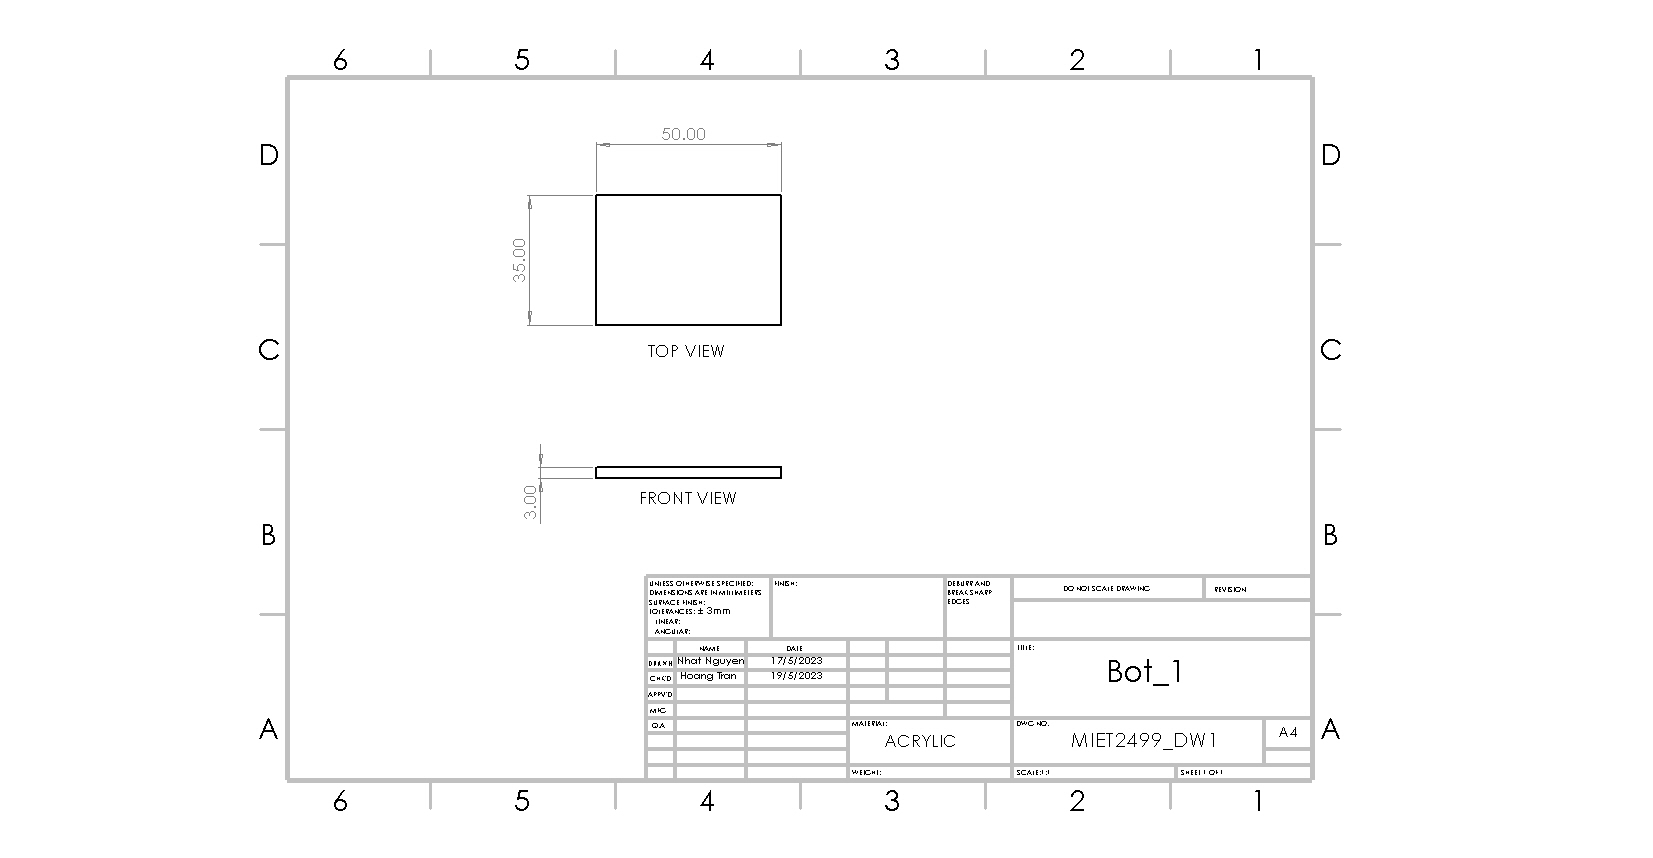 6 5 4 3 2 1
D D
50.00
35.00
TOP VIEW
C C
3.00
FRONT VIEW
B B
UNLESS OTHERWISE SPECIFIED:
DIMENSIONS ARE IN MILLIMETERS
SURFACE FINISH:
TOLERANCES: ± 3mm
LINEAR:
ANGULAR:
FINISH:
DEBURR AND
BREAK SHARP
EDGES
DO NOT SCALE DRAWING
REVISION
NAME DATE
DRAWN Nhat Nguyen 17/5/2023
CHK'D Hoang Tran 19/5/2023
APPV'D
MFG
Q.A
TITLE:
Bot_1
MATERIAL:
ACRYLIC
DWG NO.
MIET2499_DW1
A4
A A
WEIGHT:
SCALE:1:1
SHEET 1 OF 1
6 5 4 3 2 1